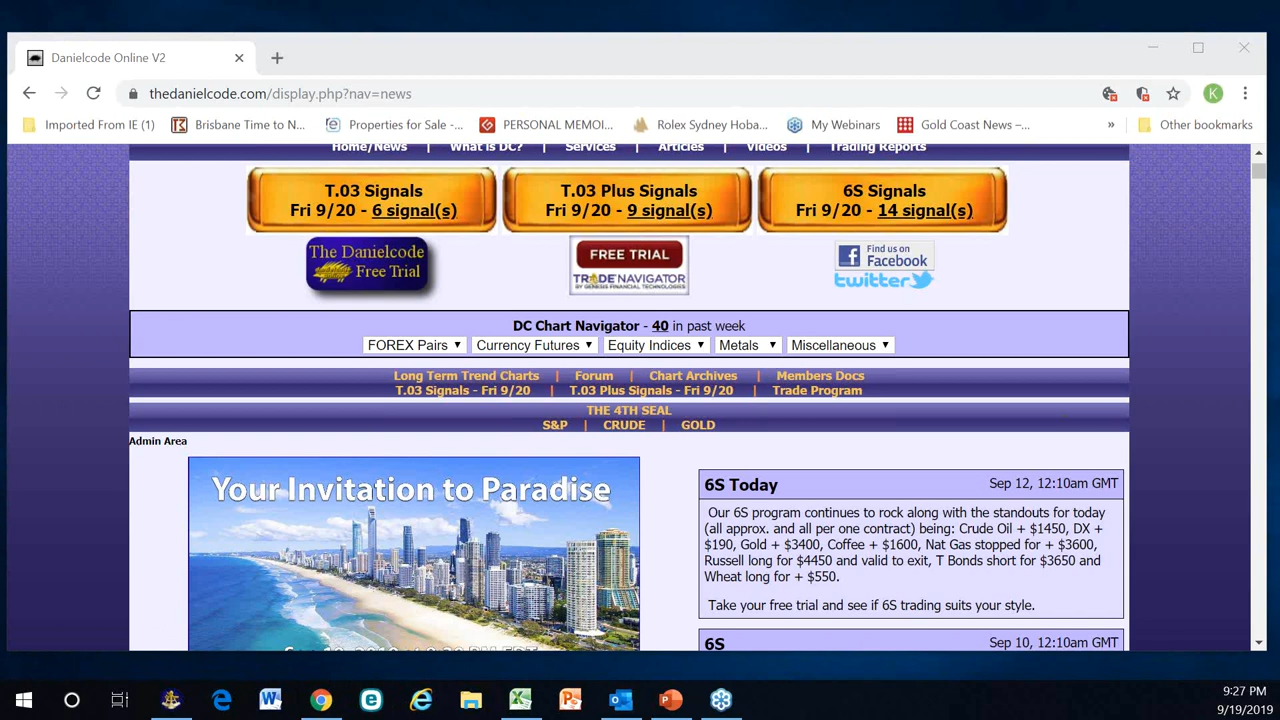 Danielcode Online V2
thedanielcode.com/display.php?nav=news
Imported From IE (1)
Brisbane Time to N...
Properties for Sale -...
PERSONAL MEMOI...
Rolex Sydney Hoba...
My Webinars
Gold Coast News –...
»
Other bookmarks
K
Home/News | What is DC? | Services | Articles | Videos | Trading Reports
T.03 Signals
Fri 9/20 - 6 signal(s)
T.03 Plus Signals
Fri 9/20 - 9 signal(s)
6S Signals
Fri 9/20 - 14 signal(s)
The Danielcode
Free Trial
FREE TRIAL
TRADE NAVIGATOR
BY GENESIS FINANCIAL TECHNOLOGIES
Find us on
Facebook
twitter
DC Chart Navigator - 40 in past week
FOREX Pairs
Currency Futures
Equity Indices
Metals
Miscellaneous
Long Term Trend Charts | Forum | Chart Archives | Members Docs
T.03 Signals - Fri 9/20 | T.03 Plus Signals - Fri 9/20 | Trade Program
THE 4TH SEAL
S&P | CRUDE | GOLD
Admin Area
Your Invitation to Paradise
6S Today
Sep 12, 12:10am GMT
Our 6S program continues to rock along with the standouts for today
(all approx. and all per one contract) being: Crude Oil + $1450, DX +
$190, Gold + $3400, Coffee + $1600, Nat Gas stopped for + $3600,
Russell long for $4450 and valid to exit, T Bonds short for $3650 and
Wheat long for + $550.
Take your free trial and see if 6S trading suits your style.
6S
Sep 10, 12:10am GMT
9:27 PM
9/19/2019